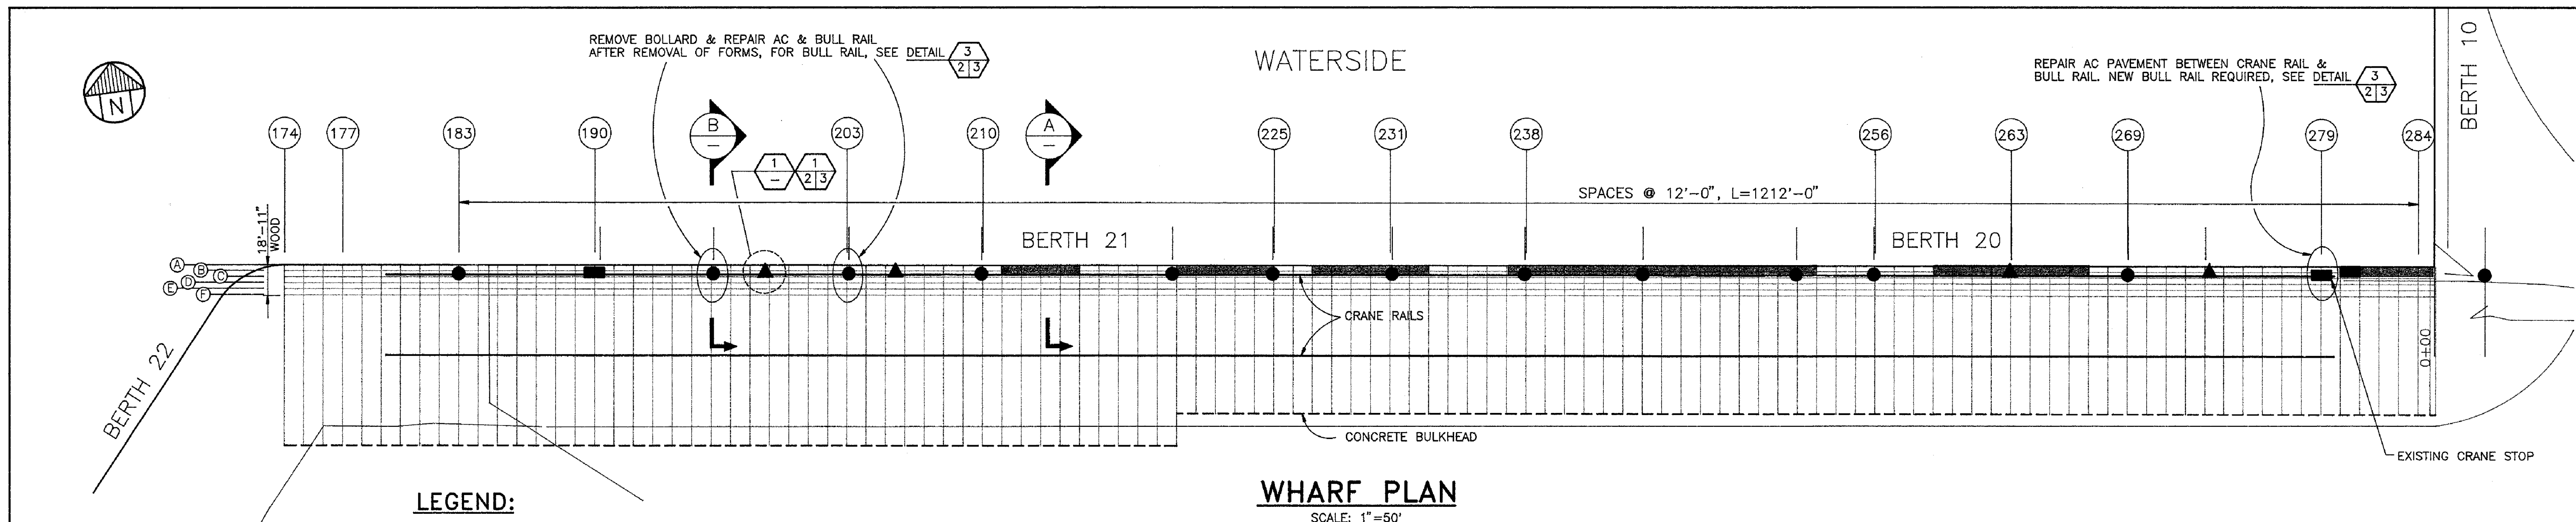 REMOVE BOLLARD & REPAIR AC & BULL RAIL
AFTER REMOVAL OF FORMS, FOR BULL RAIL, SEE DETAIL
3
2 3
WATERSIDE
REPAIR AC PAVEMENT BETWEEN CRANE RAIL &
BULL RAIL. NEW BULL RAIL REQUIRED, SEE DETAIL
3
2 3
BERTH 10
N
174
177
183
190
B
–
203
210
A
–
225
231
238
256
263
269
279
284
1
–
1
2 3
SPACES @ 12'–0", L=1212'–0"
18'–11"
WOOD
BERTH 21
BERTH 20
A
B
C
D
E
F
CRANE RAILS
0+00
BERTH 22
CONCRETE BULKHEAD
EXISTING CRANE STOP
LEGEND:
WHARF PLAN
SCALE: 1"=50'